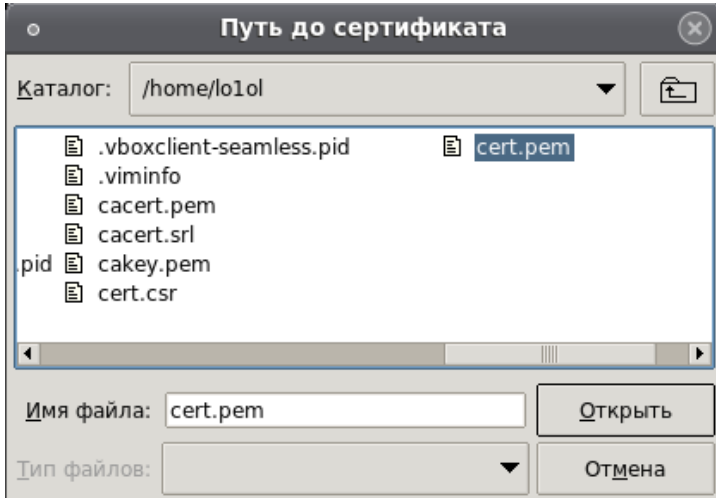 Путь до сертификата
Каталог: /home/lo1ol
.vboxclient-seamless.pid
.viminfo
cacert.pem
cacert.srl
.pid cakey.pem
cert.csr
cert.pem
Имя файла: cert.pem Открыть
Тип файлов: Отмена